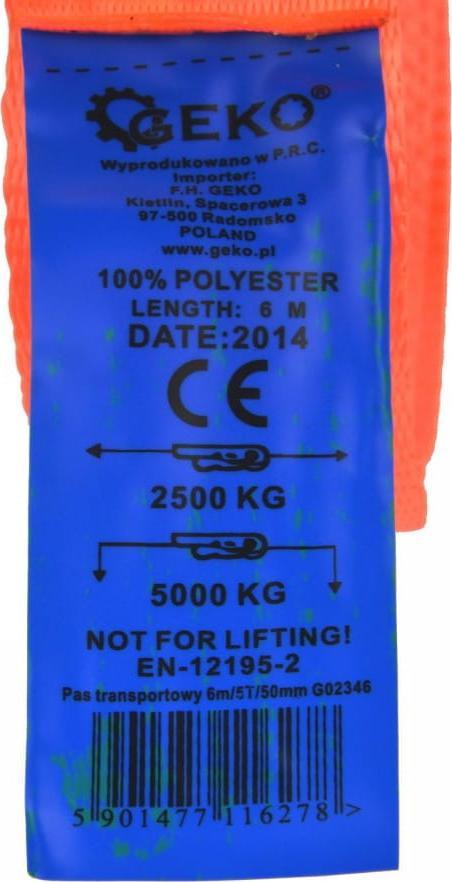 GEKO®
Wyprodukowano w P.R.C.
Importer:
F.H. GEKO
Kietlin, Spacerowa 3
97-500 Radomsko
POLAND
www.geko.pl
100% POLYESTER
LENGTH: 6 M
DATE:2014
CE
2500 KG
5000 KG
NOT FOR LIFTING!
EN-12195-2
Pas transportowy 6m/5T/50mm G02346
5 901477 116278 >